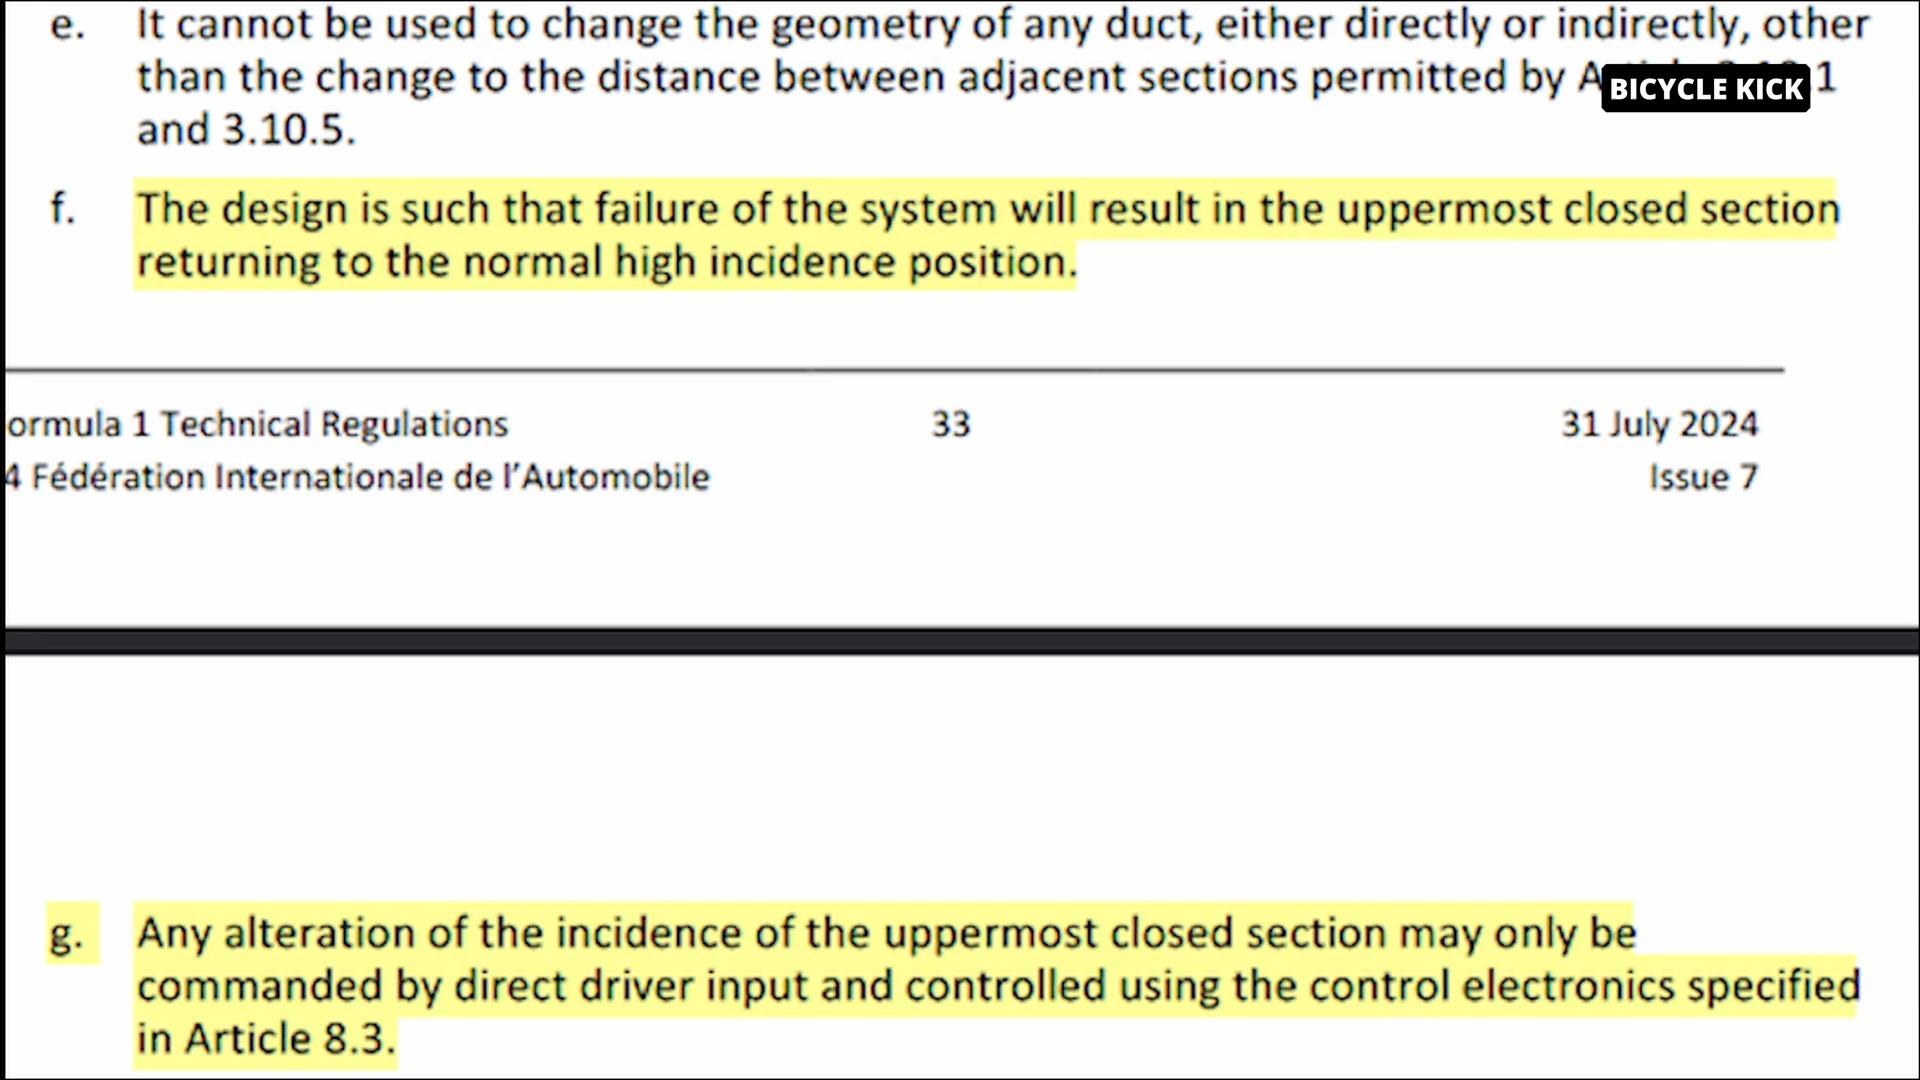 e. It cannot be used to change the geometry of any duct, either directly or indirectly, other
than the change to the distance between adjacent sections permitted by
BICYCLE KICK
and 3.10.5.
f. The design is such that failure of the system will result in the uppermost closed section
returning to the normal high incidence position.
ormula 1 Technical Regulations 33 31 July 2024
4 Fédération Internationale de l’Automobile Issue 7
g. Any alteration of the incidence of the uppermost closed section may only be
commanded by direct driver input and controlled using the control electronics specified
in Article 8.3.